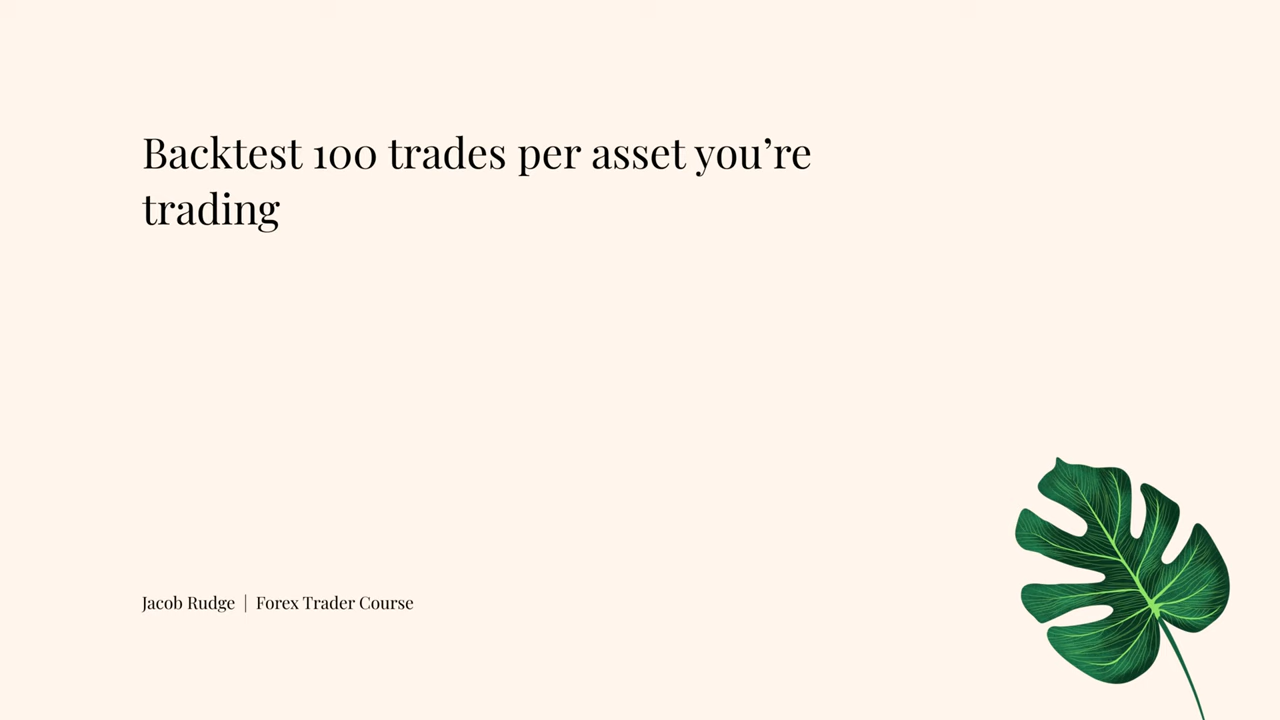 Backtest 100 trades per asset you’re
trading
Jacob Rudge | Forex Trader Course